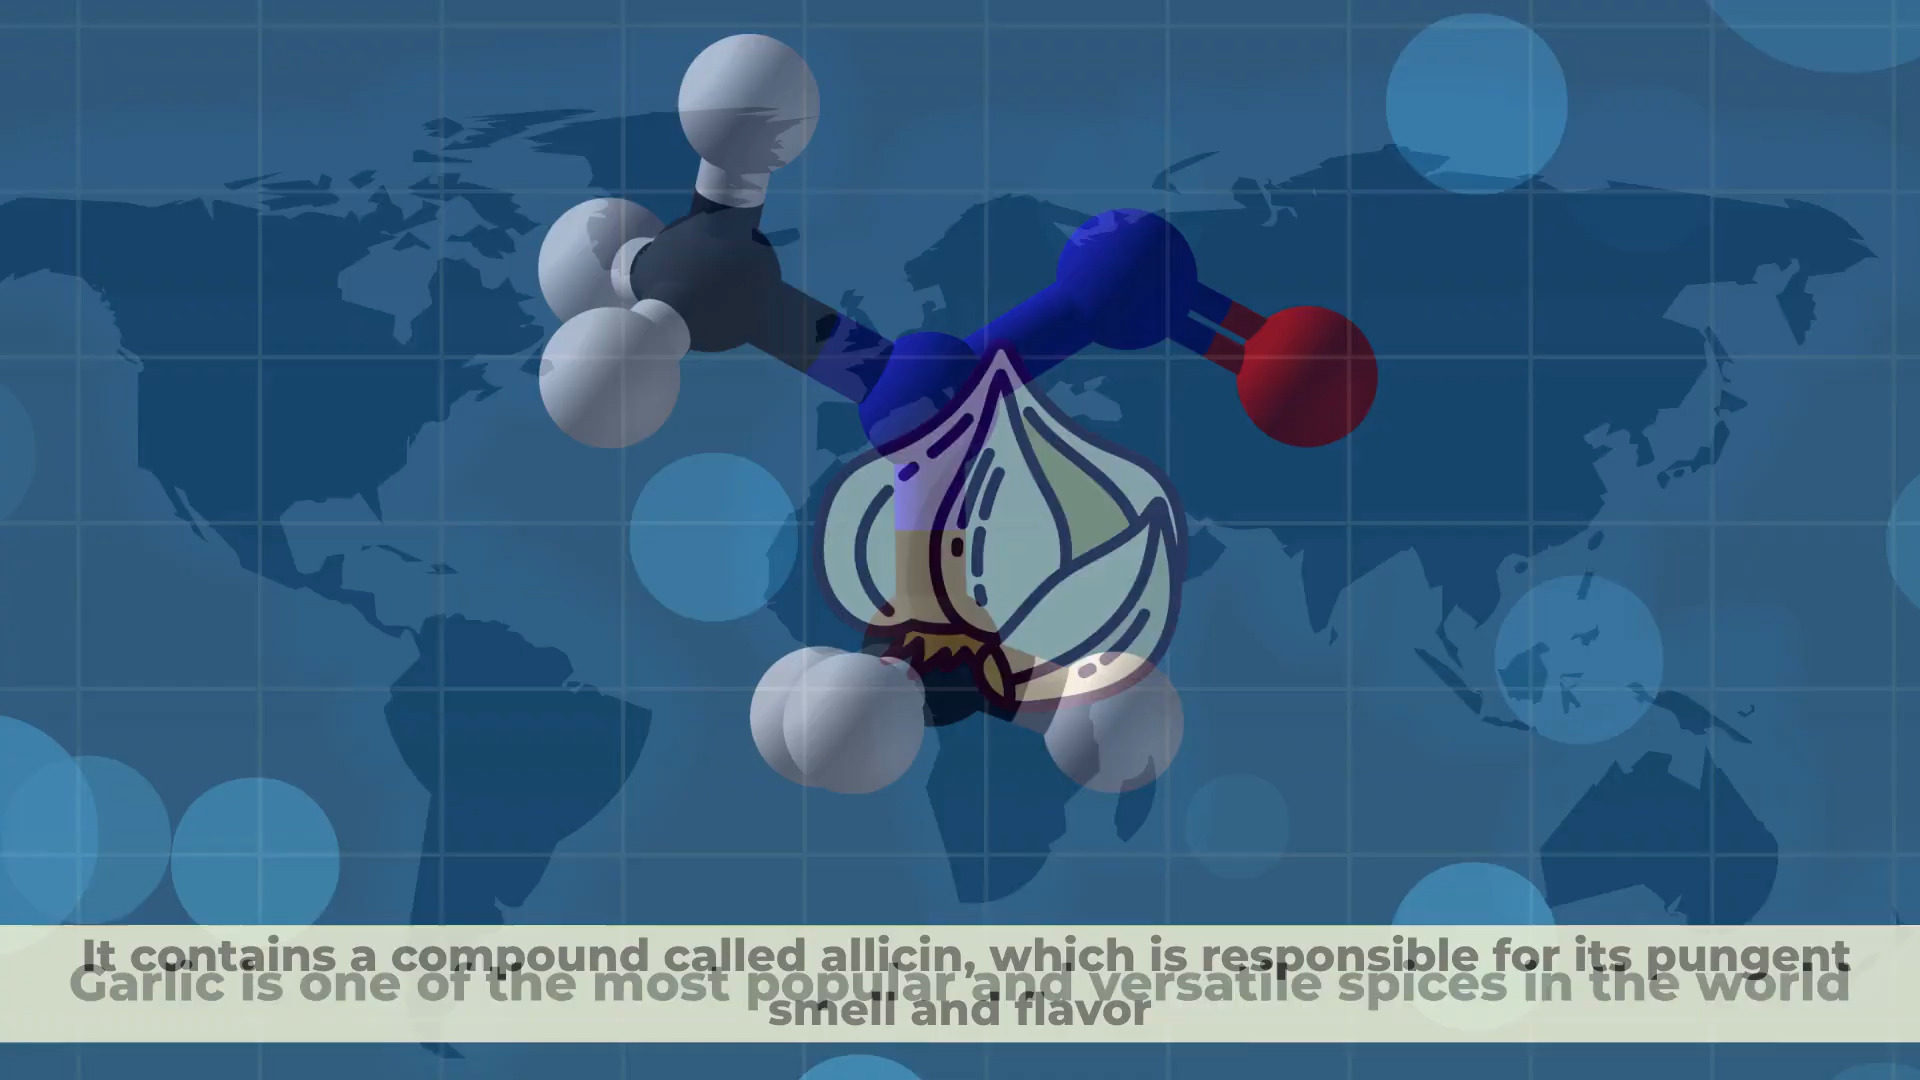 It contains a compound called allicin, which is responsible for its pungent
smell and flavor
Garlic is one of the most popular and versatile spices in the world